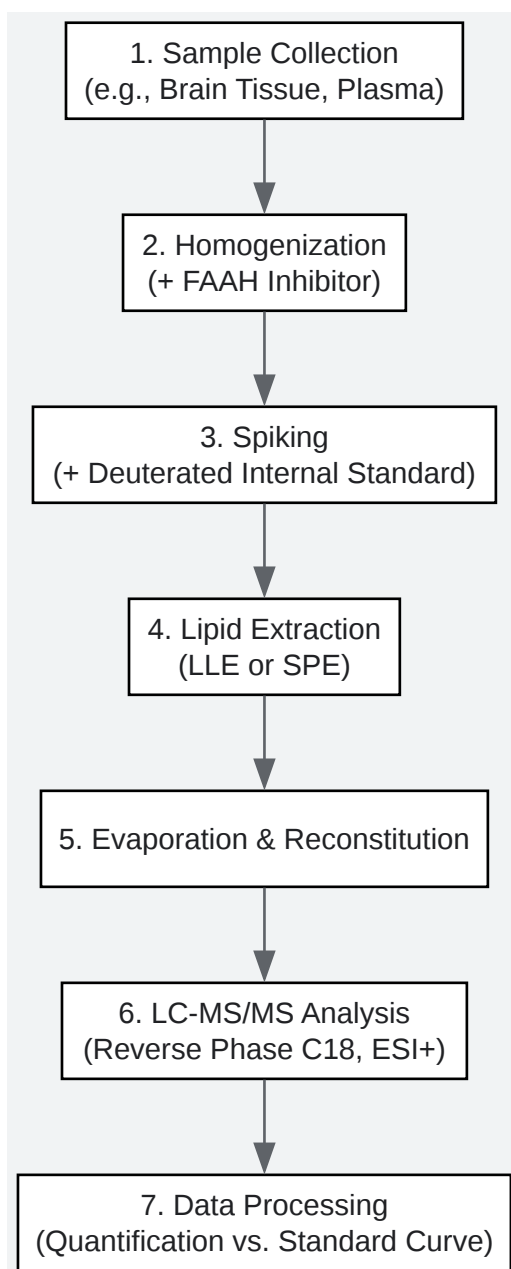 1. Sample Collection
(e.g., Brain Tissue, Plasma)
2. Homogenization
(+ FAAH Inhibitor)
3. Spiking
(+ Deuterated Internal Standard)
4. Lipid Extraction
(LLE or SPE)
5. Evaporation & Reconstitution
6. LC-MS/MS Analysis
(Reverse Phase C18, ESI+)
7. Data Processing
(Quantification vs. Standard Curve)